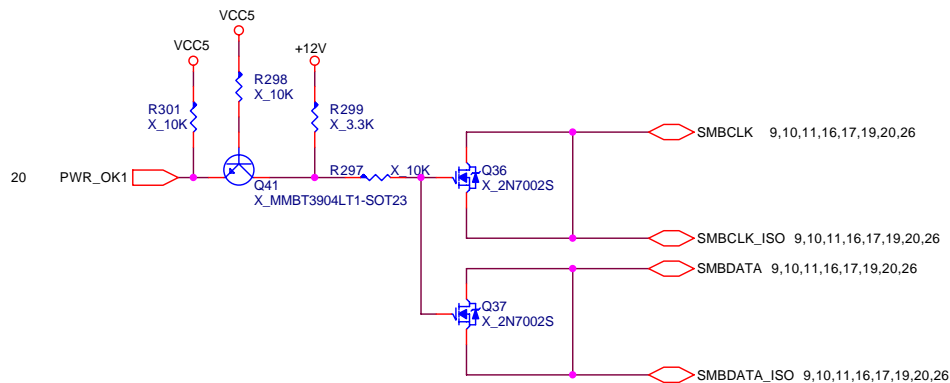 VCC5
VCC5
+12V
R298
X_10K
R301
X_10K
R299
X_3.3K
SMBCLK 9,10,11,16,17,19,20,26
20 PWR_OK1
R297 X_10K
Q36
X_2N7002S
Q41
X_MMBT3904LT1-SOT23
SMBCLK_ISO 9,10,11,16,17,19,20,26
SMBDATA 9,10,11,16,17,19,20,26
Q37
X_2N7002S
SMBDATA_ISO 9,10,11,16,17,19,20,26